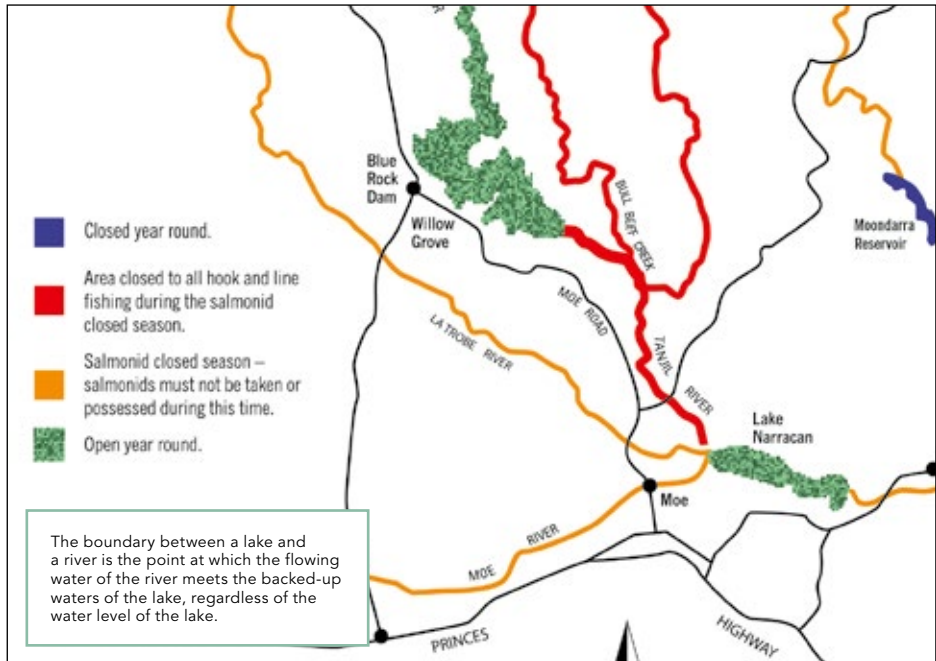 R
Blue
Rock
Dam
Willow
Grove
BULL BEEF CREEK
Moondarra
Reservoir
MOE ROAD
LA TROBE RIVER
TANJIL RIVER
Lake
Narracan
Moe
MOE RIVER
PRINCES HIGHWAY
Closed year round.
Area closed to all hook and line
fishing during the salmonid
closed season.
Salmonid closed season –
salmonids must not be taken or
possessed during this time.
Open year round.
The boundary between a lake and
a river is the point at which the flowing
water of the river meets the backed-up
waters of the lake, regardless of the
water level of the lake.